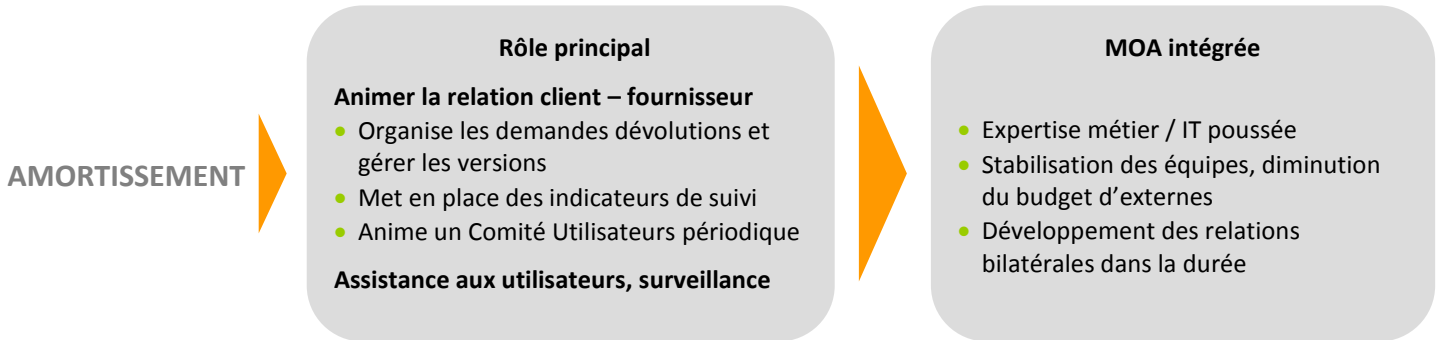 AMORTISSEMENT
Rôle principal
Animer la relation client – fournisseur
• Organise les demandes dévolutions et
gérer les versions
• Met en place des indicateurs de suivi
• Anime un Comité Utilisateurs périodique
Assistance aux utilisateurs, surveillance
MOA intégrée
• Expertise métier / IT poussée
• Stabilisation des équipes, diminution
du budget d’externes
• Développement des relations
bilatérales dans la durée